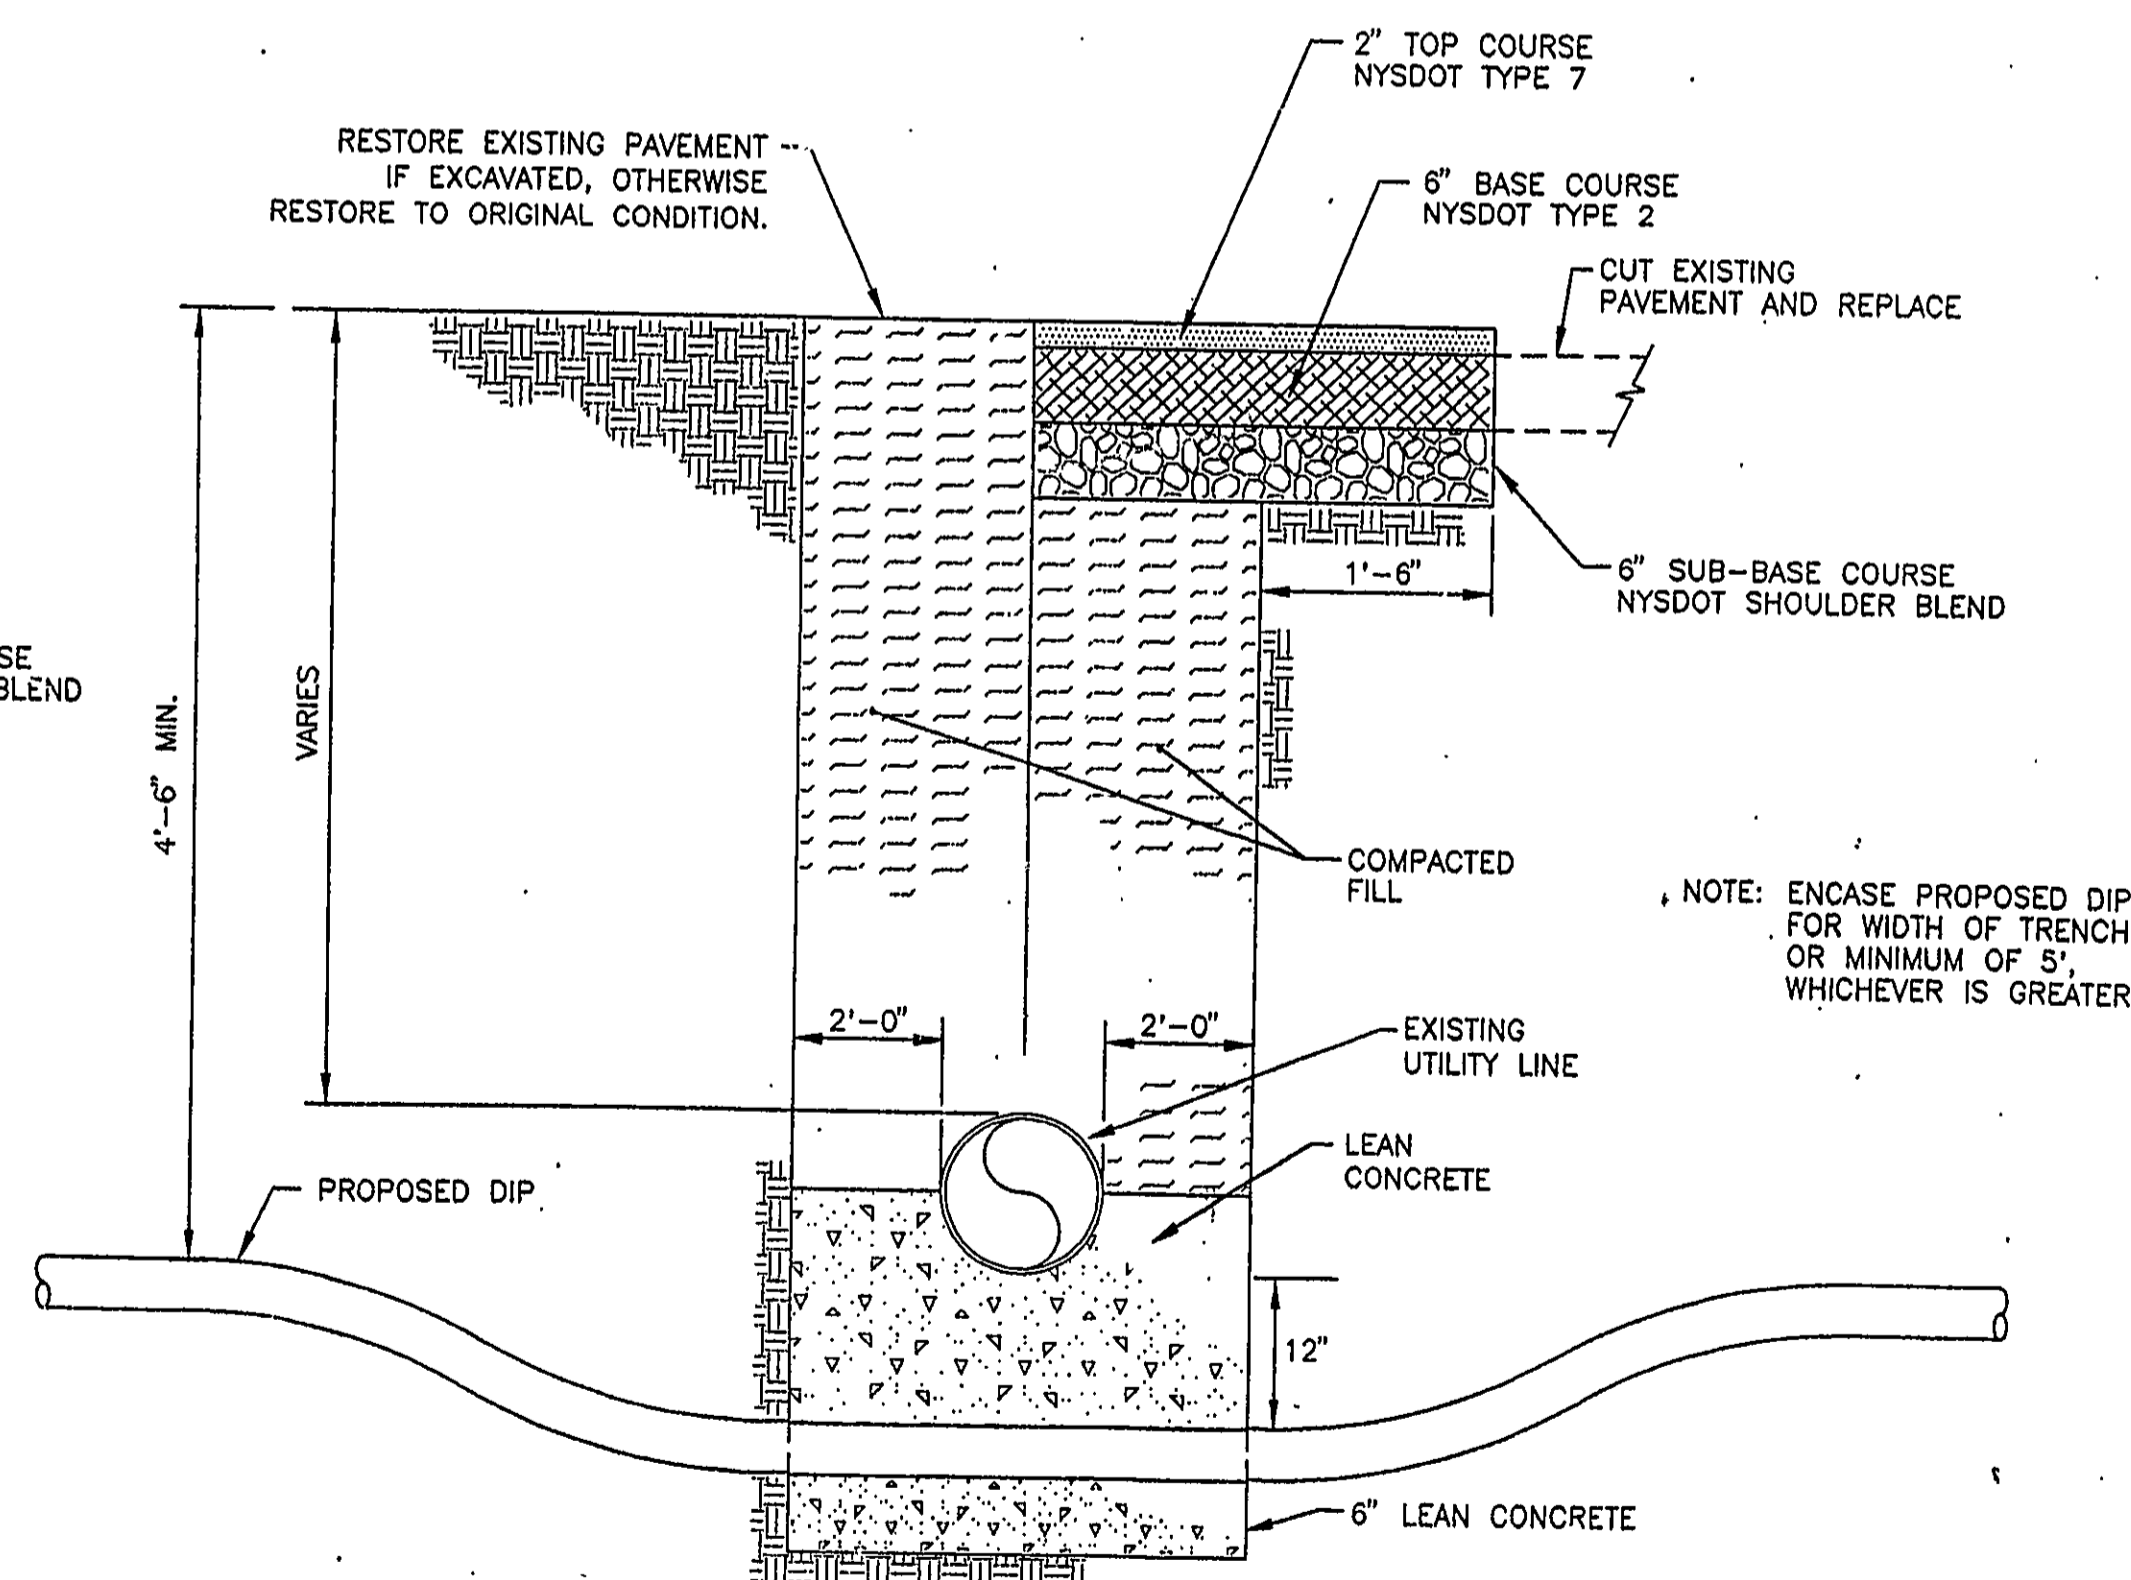 2" TOP COURSE
NYSDOT TYPE 7
RESTORE EXISTING PAVEMENT
IF EXCAVATED, OTHERWISE
RESTORE TO ORIGINAL CONDITION.
6" BASE COURSE
NYSDOT TYPE 2
CUT EXISTING
PAVEMENT AND REPLACE
1'-6"
6" SUB-BASE COURSE
NYSDOT SHOULDER BLEND
SE
BLEND
4'-6" MIN.
VARIES
COMPACTED
FILL
NOTE: ENCASE PROPOSED DIP
FOR WIDTH OF TRENCH
OR MINIMUM OF 5',
WHICHEVER IS GREATER
2'-0"
2'-0"
EXISTING
UTILITY LINE
LEAN
CONCRETE
PROPOSED DIP
12"
6" LEAN CONCRETE